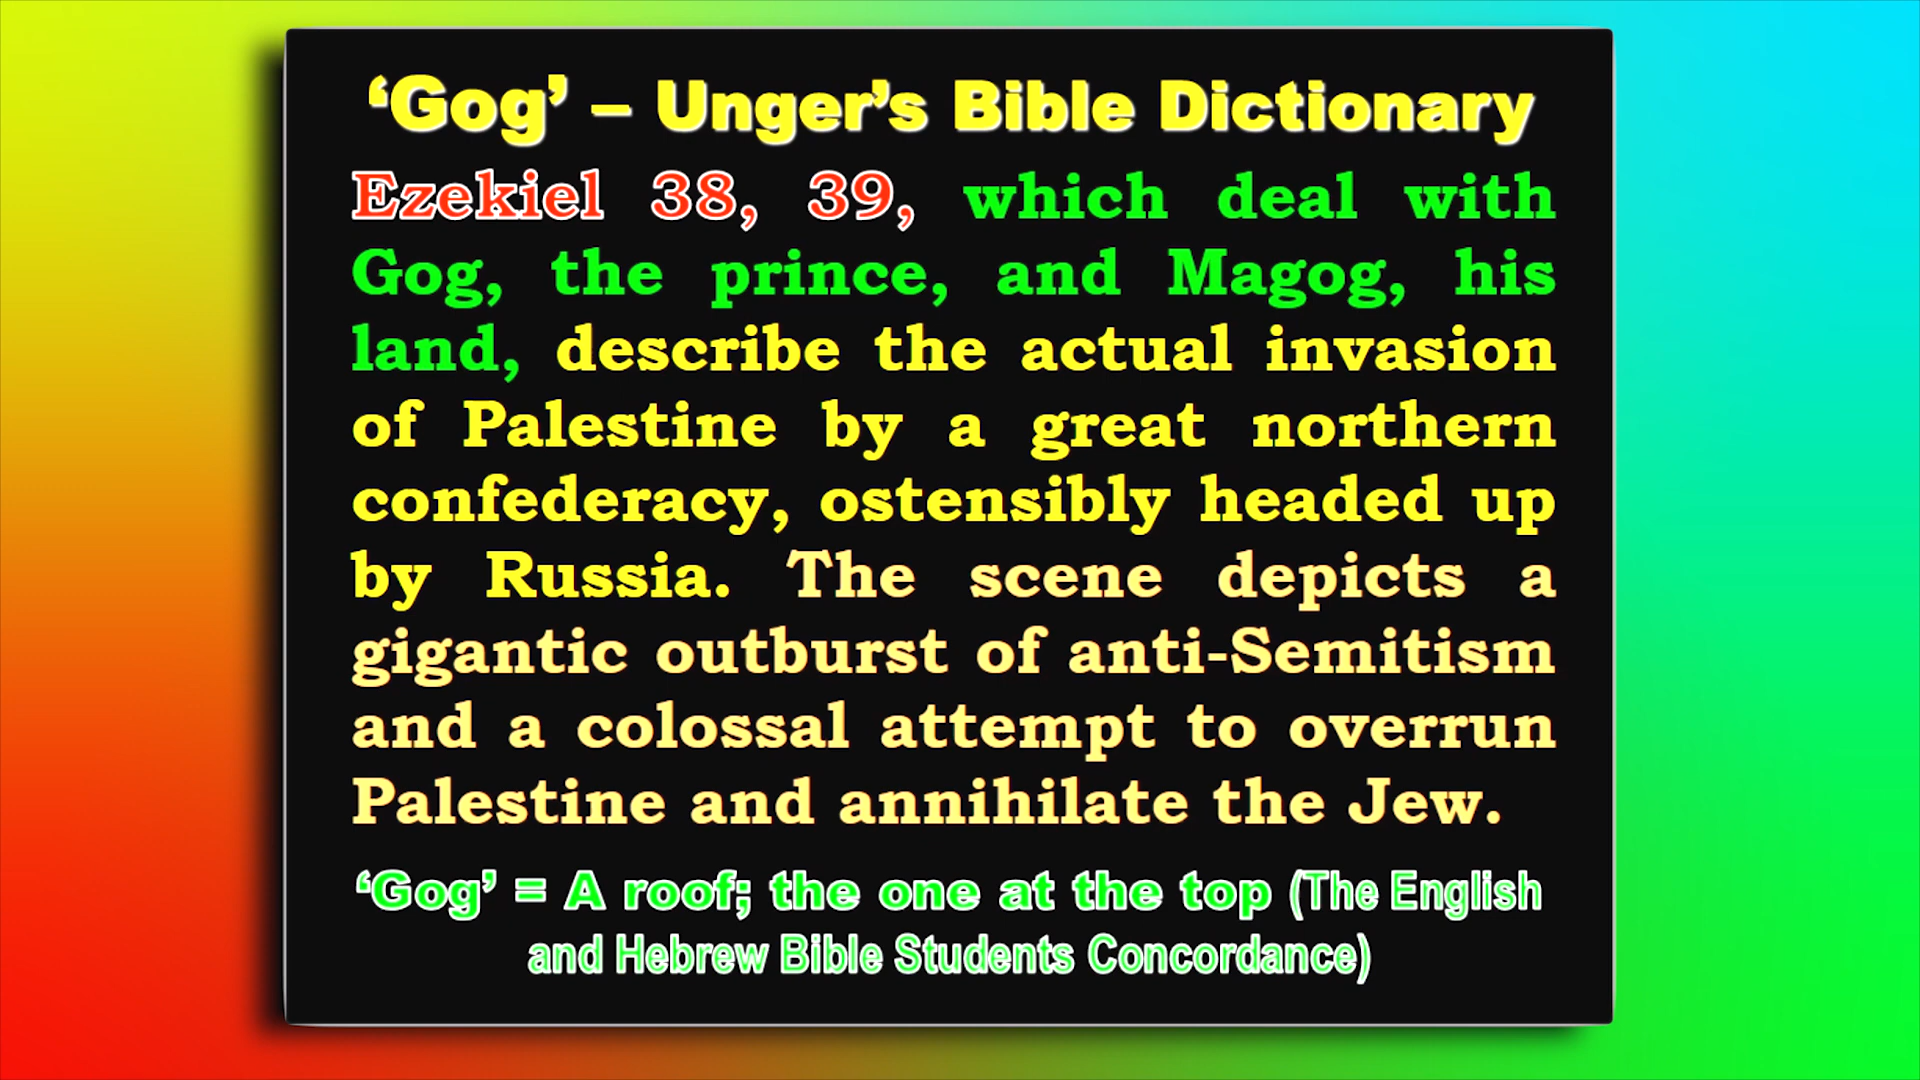 ‘Gog’ – Unger’s Bible Dictionary
Ezekiel 38, 39, which deal with
Gog, the prince, and Magog, his
land, describe the actual invasion
of Palestine by a great northern
confederacy, ostensibly headed up
by Russia. The scene depicts a
gigantic outburst of anti-Semitism
and a colossal attempt to overrun
Palestine and annihilate the Jew.
‘Gog’ = A roof; the one at the top (The English
and Hebrew Bible Students Concordance)